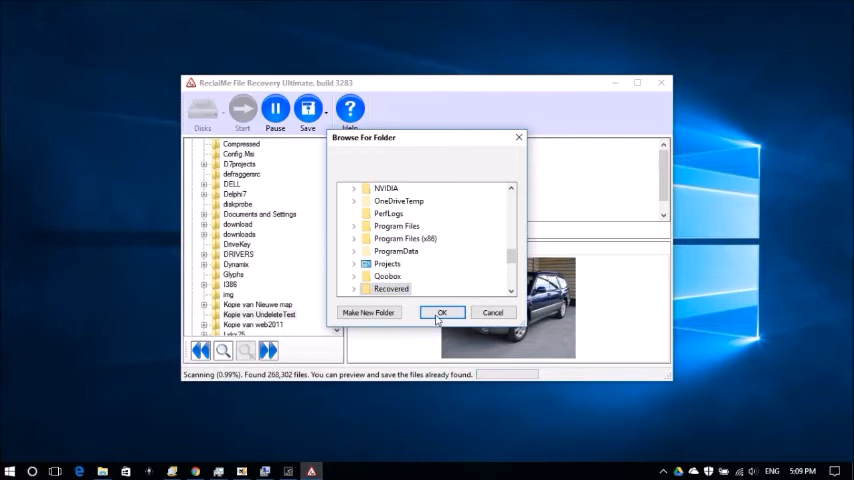 ReclaiMe File Recovery Ultimate, build 3283
Disks
Start
Pause
Save
Help
Compressed
Config.Msi
D7projects
defraggersrc
DELL
Delphi7
diskprobe
Documents and Settings
download
downloads
DriveKey
DRIVERS
Dynamix
Glyphs
I386
img
Kopie van Nieuwe map
Kopie van UndeleteTest
Kopie van web2011
Browse For Folder
NVIDIA
OneDriveTemp
PerfLogs
Program Files
Program Files (x86)
ProgramData
Projects
Qoobox
Recovered
Make New Folder
OK
Cancel
Scanning (0.99%). Found 268,302 files. You can preview and save the files already found.
ENG
5:09 PM